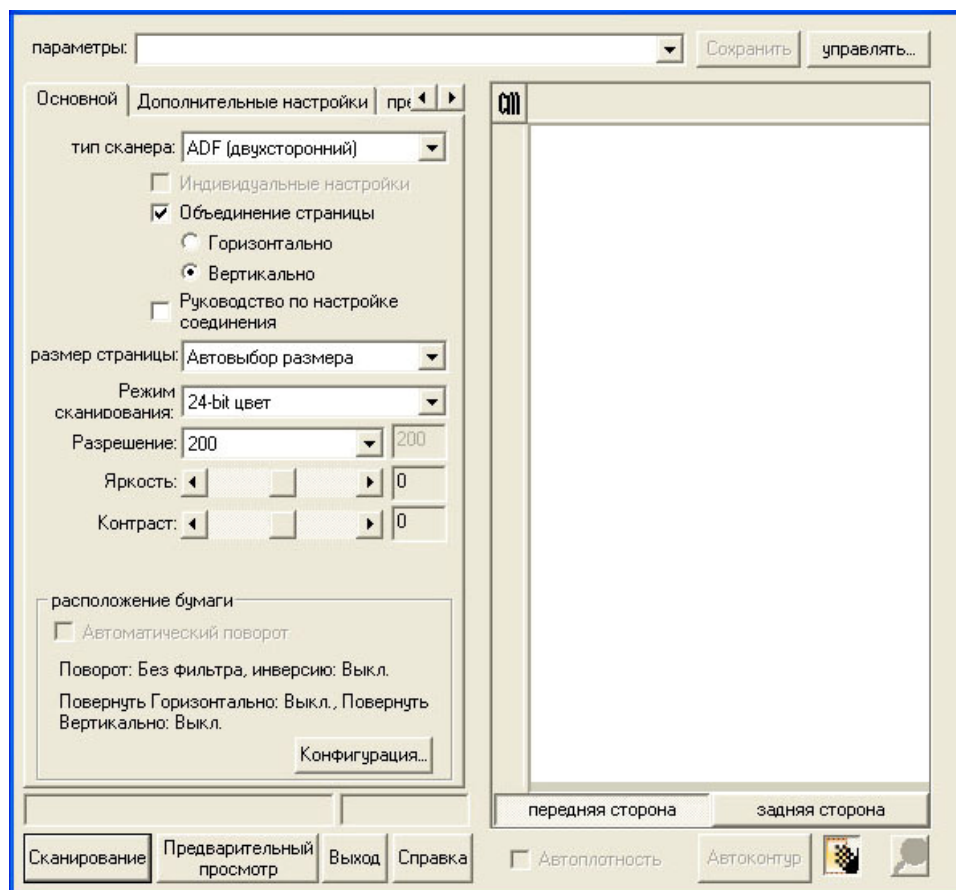 параметры:
Сохранить
управлять...
Основной
Дополнительные настройки
cm
тип сканера:
ADF (двухсторонний)
Индивидуальные настройки
Объединение страницы
Горизонтально
Вертикально
Руководство по настройке
соединения
размер страницы:
Автовыбор размера
Режим
сканирования:
24-bit цвет
Разрешение:
200
200
Яркость:
0
Контраст:
0
расположение бумаги
Автоматический поворот
Поворот: Без фильтра, инверсию: Выкл.
Повернуть Горизонтально: Выкл., Повернуть
Вертикально: Выкл.
Конфигурация...
передняя сторона
задняя сторона
Сканирование
Предварительный
просмотр
Выход
Справка
Автоплотность
Автоконтур